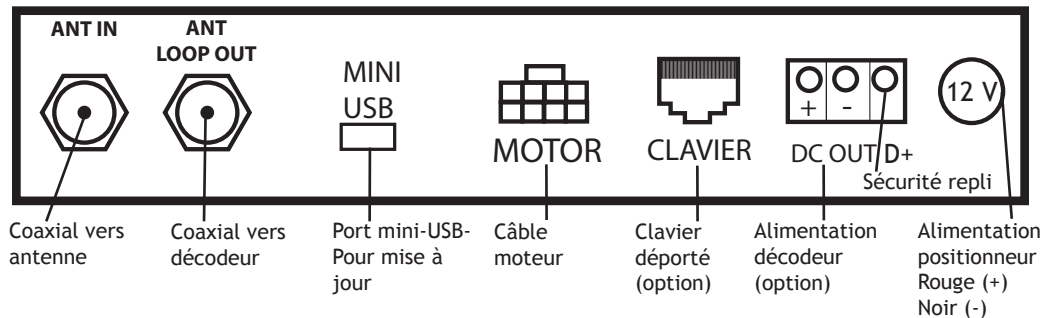 ANT IN
ANT
LOOP OUT
MINI
USB
MOTOR
CLAVIER
+ -
DC OUT D+
Sécurité repli
12 V
Coaxial vers
antenne
Coaxial vers
décodeur
Port mini-USB-
Pour mise à
jour
Câble
moteur
Clavier
déporté
(option)
Alimentation
décodeur
(option)
Alimentation
positionneur
Rouge (+)
Noir (-)